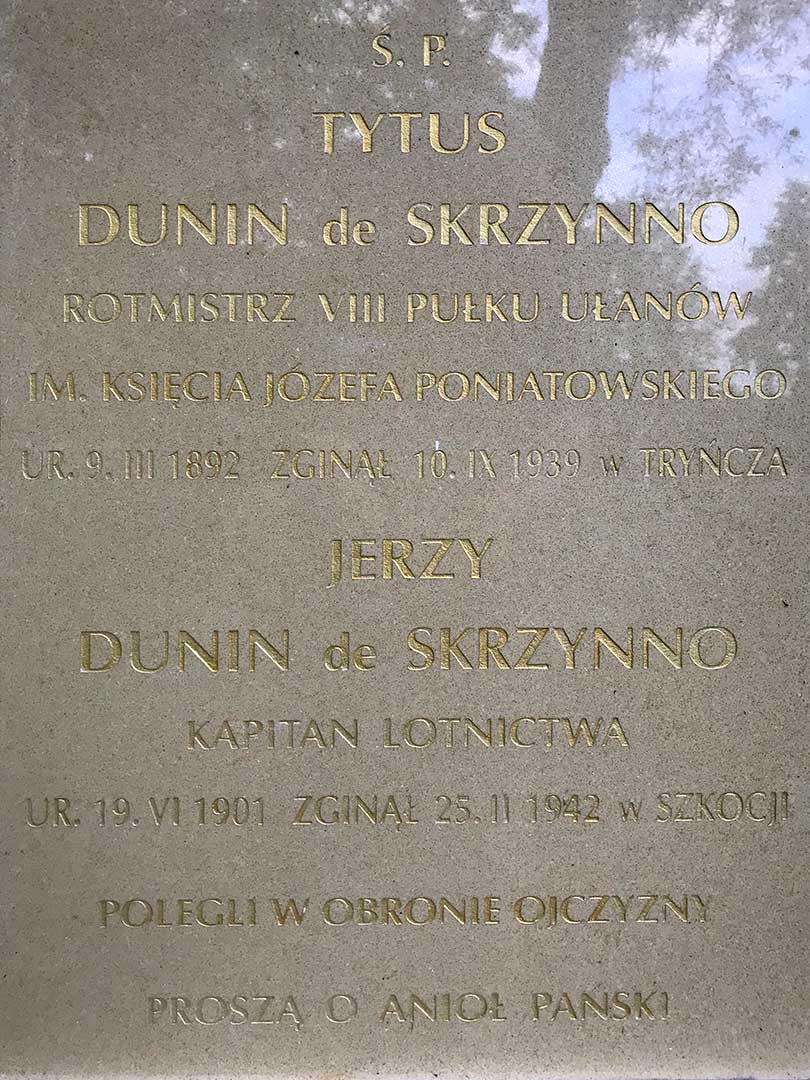 Ś. P.
TYTUS
DUNIN de SKRZYNNO
ROTMISTRZ VIII PUŁKU UŁANÓW
IM. KSIĘCIA JÓZEFA PONIATOWSKIEGO
UR. 9. III 1892 ZGINĄŁ 10. IX 1939 w TRYŃCZA
JERZY
DUNIN de SKRZYNNO
KAPITAN LOTNICTWA
UR. 19. VI 1901 ZGINĄŁ 25. II 1942 w SZKOCJI
POLEGLI W OBRONIE OJCZYZNY
PROSZĄ O ANIOŁ PAŃSKI